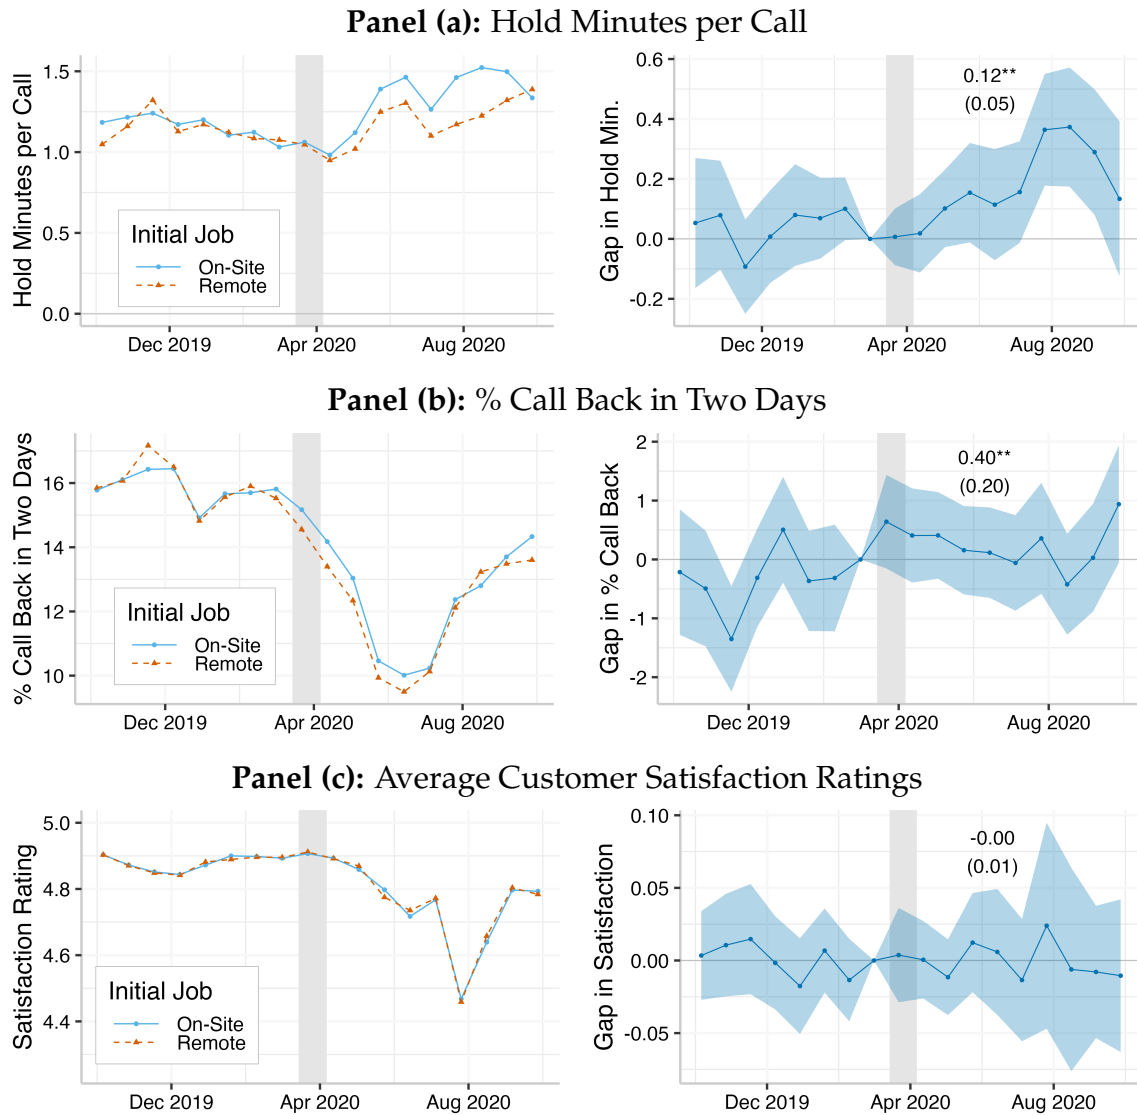 Panel (a): Hold Minutes per Call
Hold Minutes per Call
1.5
1.0
0.5
0.0
Initial Job
On-Site
Remote
Dec 2019 Apr 2020 Aug 2020
Gap in Hold Min.
0.6
0.4
0.2
0.0
-0.2
0.12**
(0.05)
Dec 2019 Apr 2020 Aug 2020
Panel (b): % Call Back in Two Days
% Call Back in Two Days
16
14
12
10
Initial Job
On-Site
Remote
Dec 2019 Apr 2020 Aug 2020
Gap in % Call Back
2
1
0
-1
-2
0.40**
(0.20)
Dec 2019 Apr 2020 Aug 2020
Panel (c): Average Customer Satisfaction Ratings
Satisfaction Rating
5.0
4.8
4.6
4.4
Initial Job
On-Site
Remote
Dec 2019 Apr 2020 Aug 2020
Gap in Satisfaction
0.10
0.05
0.00
-0.05
-0.00
(0.01)
Dec 2019 Apr 2020 Aug 2020